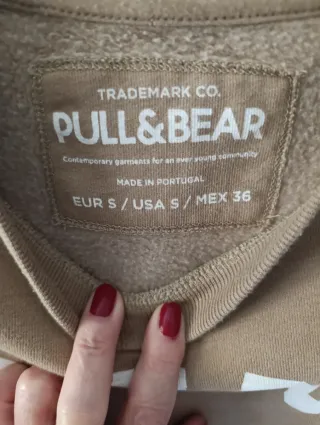 TRADEMARK CO.
PULL&BEAR
Contemporary garments for an ever young community
MADE IN PORTUGAL
EUR S / USA S / MEX 36